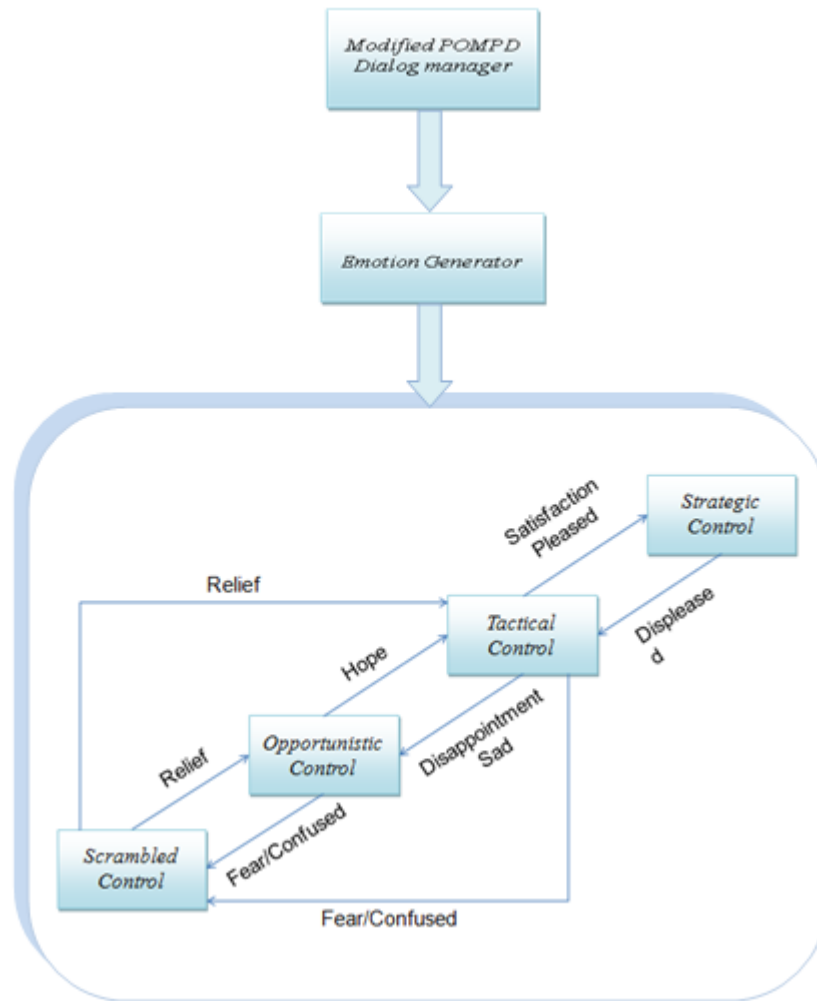 Modified POMPD
Dialog manager
Emotion Generator
Satisfaction
Pleased
Strategic
Control
Relief
Tactical
Control
Displease
d
Hope
Opportunistic
Control
Disappointment
Sad
Relief
Scrambled
Control
Fear/Confused
Fear/Confused